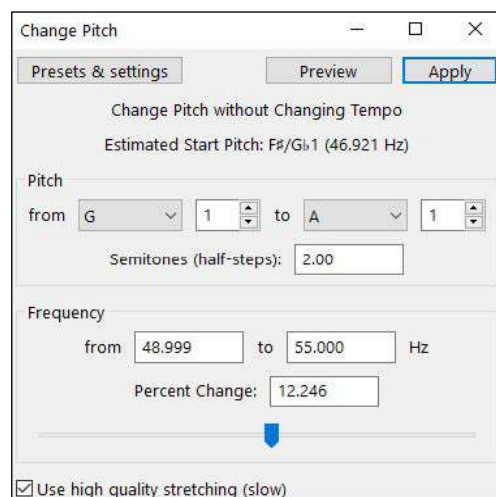 Change Pitch
Presets & settings Preview Apply
Change Pitch without Changing Tempo
Estimated Start Pitch: F♯/G♭1 (46.921 Hz)
Pitch
from G 1 to A 1
Semitones (half-steps): 2.00
Frequency
from 48.999 to 55.000 Hz
Percent Change: 12.246
Use high quality stretching (slow)